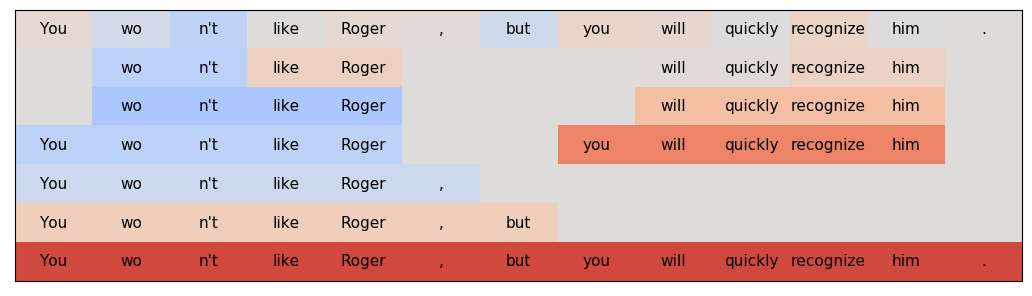 You wo n't like Roger , but you will quickly recognize him .
wo n't like Roger will quickly recognize him
wo n't like Roger will quickly recognize him
You wo n't like Roger you will quickly recognize him
You wo n't like Roger ,
You wo n't like Roger , but
You wo n't like Roger , but you will quickly recognize him .